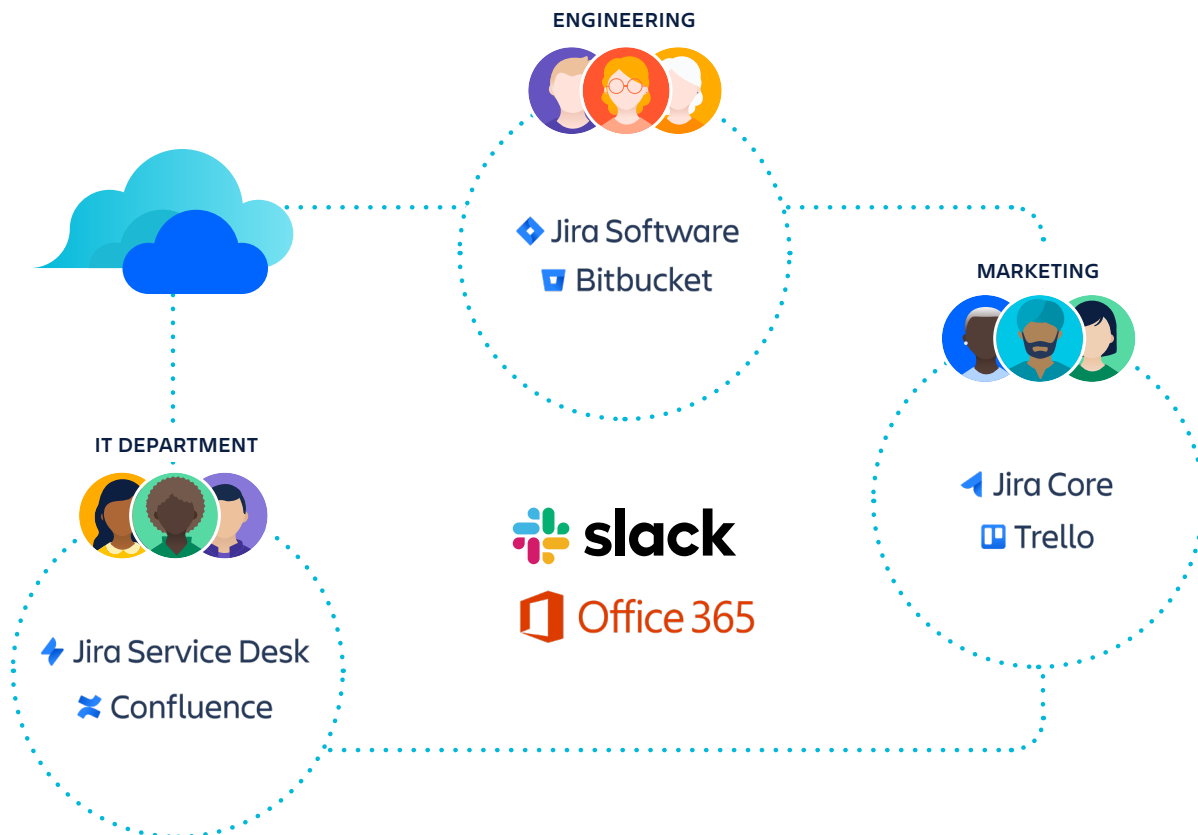 ENGINEERING
Jira Software
Bitbucket
MARKETING
Jira Core
Trello
IT DEPARTMENT
Jira Service Desk
Confluence
slack
Office 365